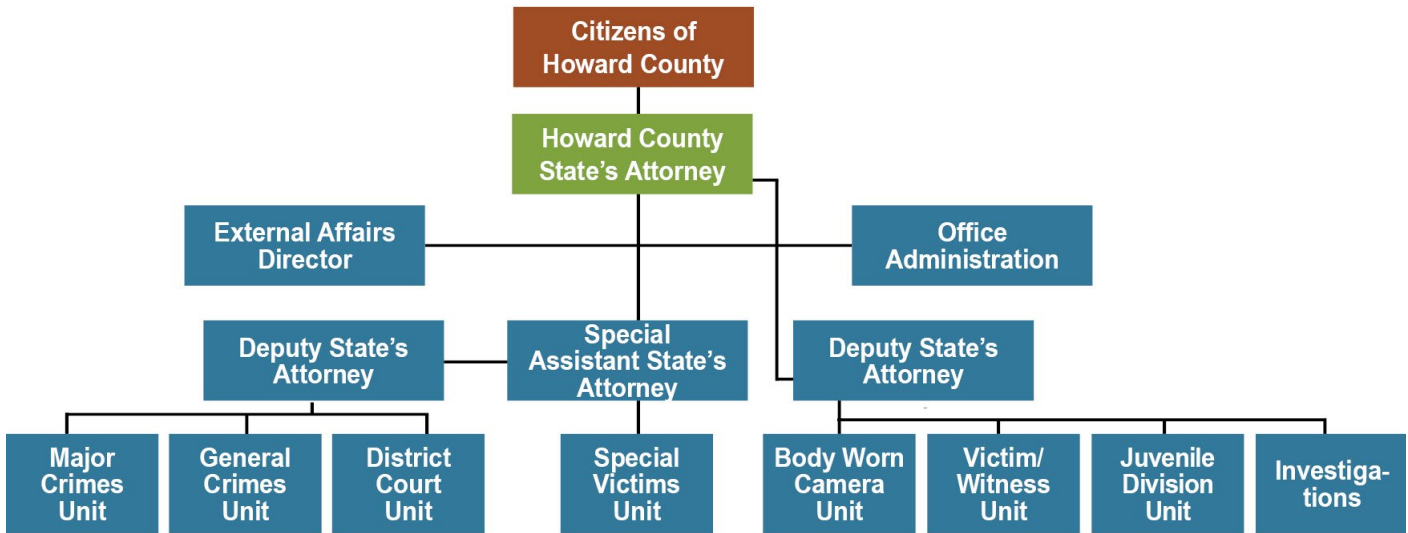 Citizens of
Howard County
Howard County
State’s Attorney
External Affairs
Director
Office
Administration
Deputy State’s
Attorney
Special
Assistant State’s
Attorney
Deputy State’s
Attorney
Major
Crimes
Unit
General
Crimes
Unit
District
Court
Unit
Special
Victims
Unit
Body Worn
Camera
Unit
Victim/
Witness
Unit
Juvenile
Division
Unit
Investiga-
tions